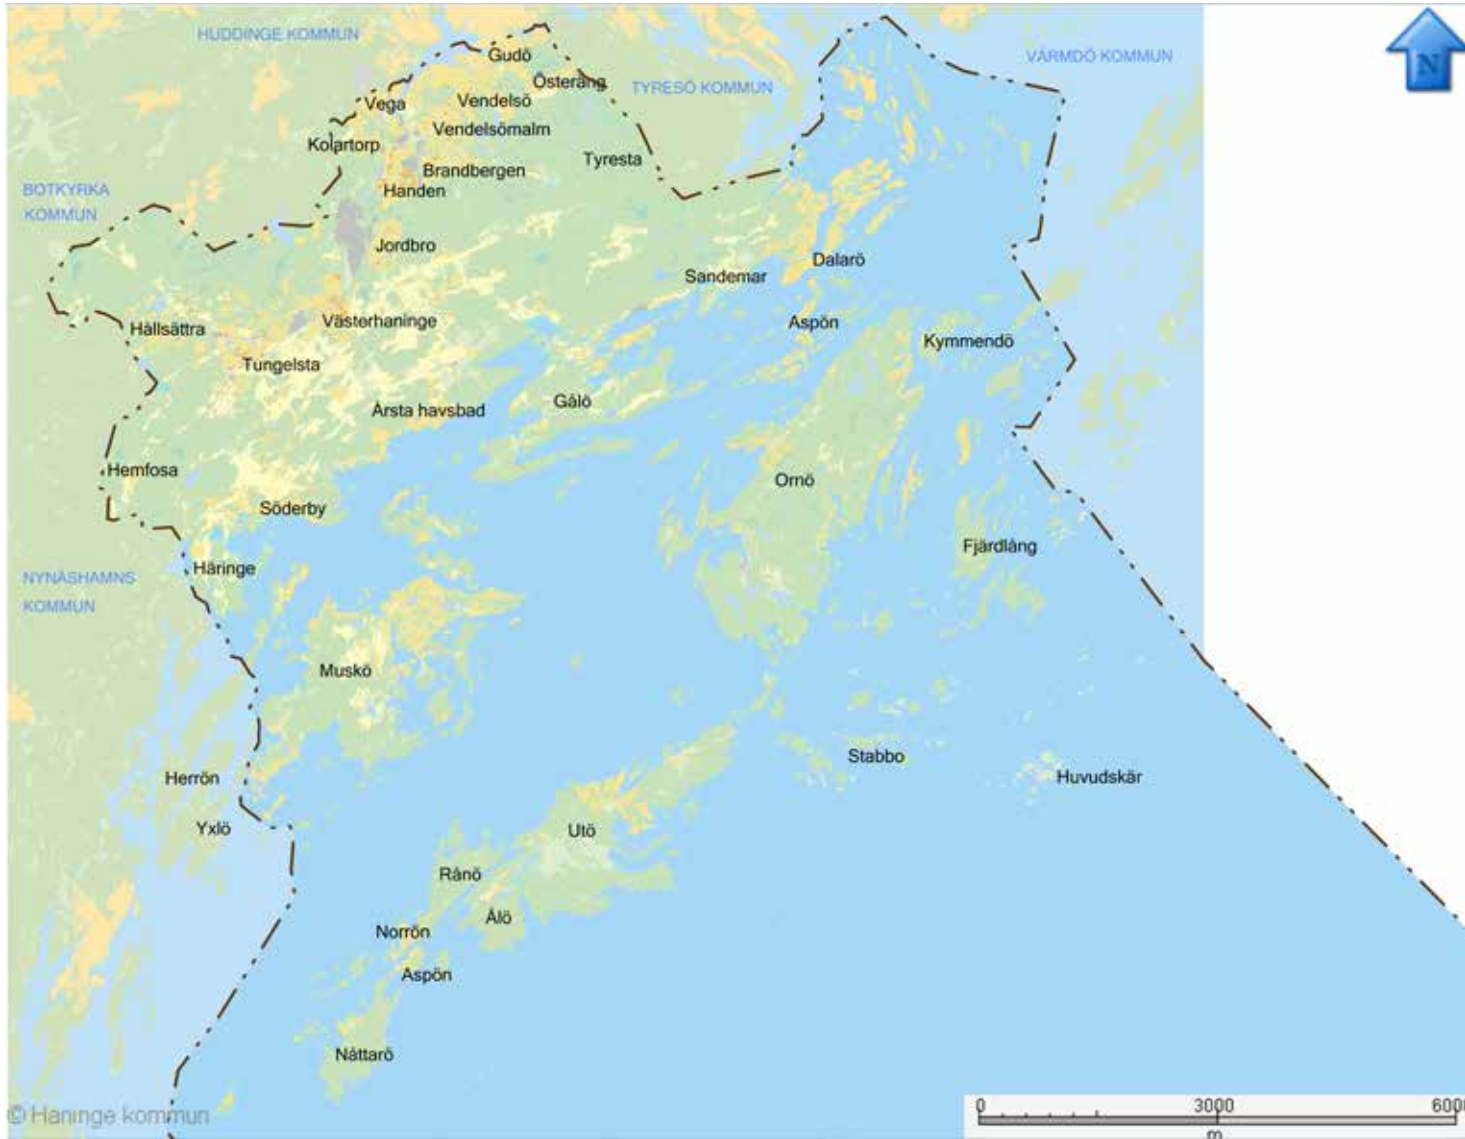 HUDDINGE KOMMUN
Gudö
VÄRMDÖ KOMMUN
N
Österäng
TYRESÖ KOMMUN
Vega
Vendelsö
Vendelsömalm
Kolartorp
Tyresta
Brandbergen
Handen
BOTKYRKA
KOMMUN
Jordbro
Dalarö
Sandemar
Västerhaninge
Aspön
Hållsättra
Kymmendö
Tungelsta
Årsta havsbad
Gålö
Hemfosa
Ornö
Söderby
Fjärdlång
Häringe
NYNÄSHAMNS
KOMMUN
Muskö
Stabbo
Herrön
Huvudskär
Yxlö
Utö
Rånö
Ålö
Norrön
Aspön
Nåttarö
© Haninge kommun
0 3000 6000
m